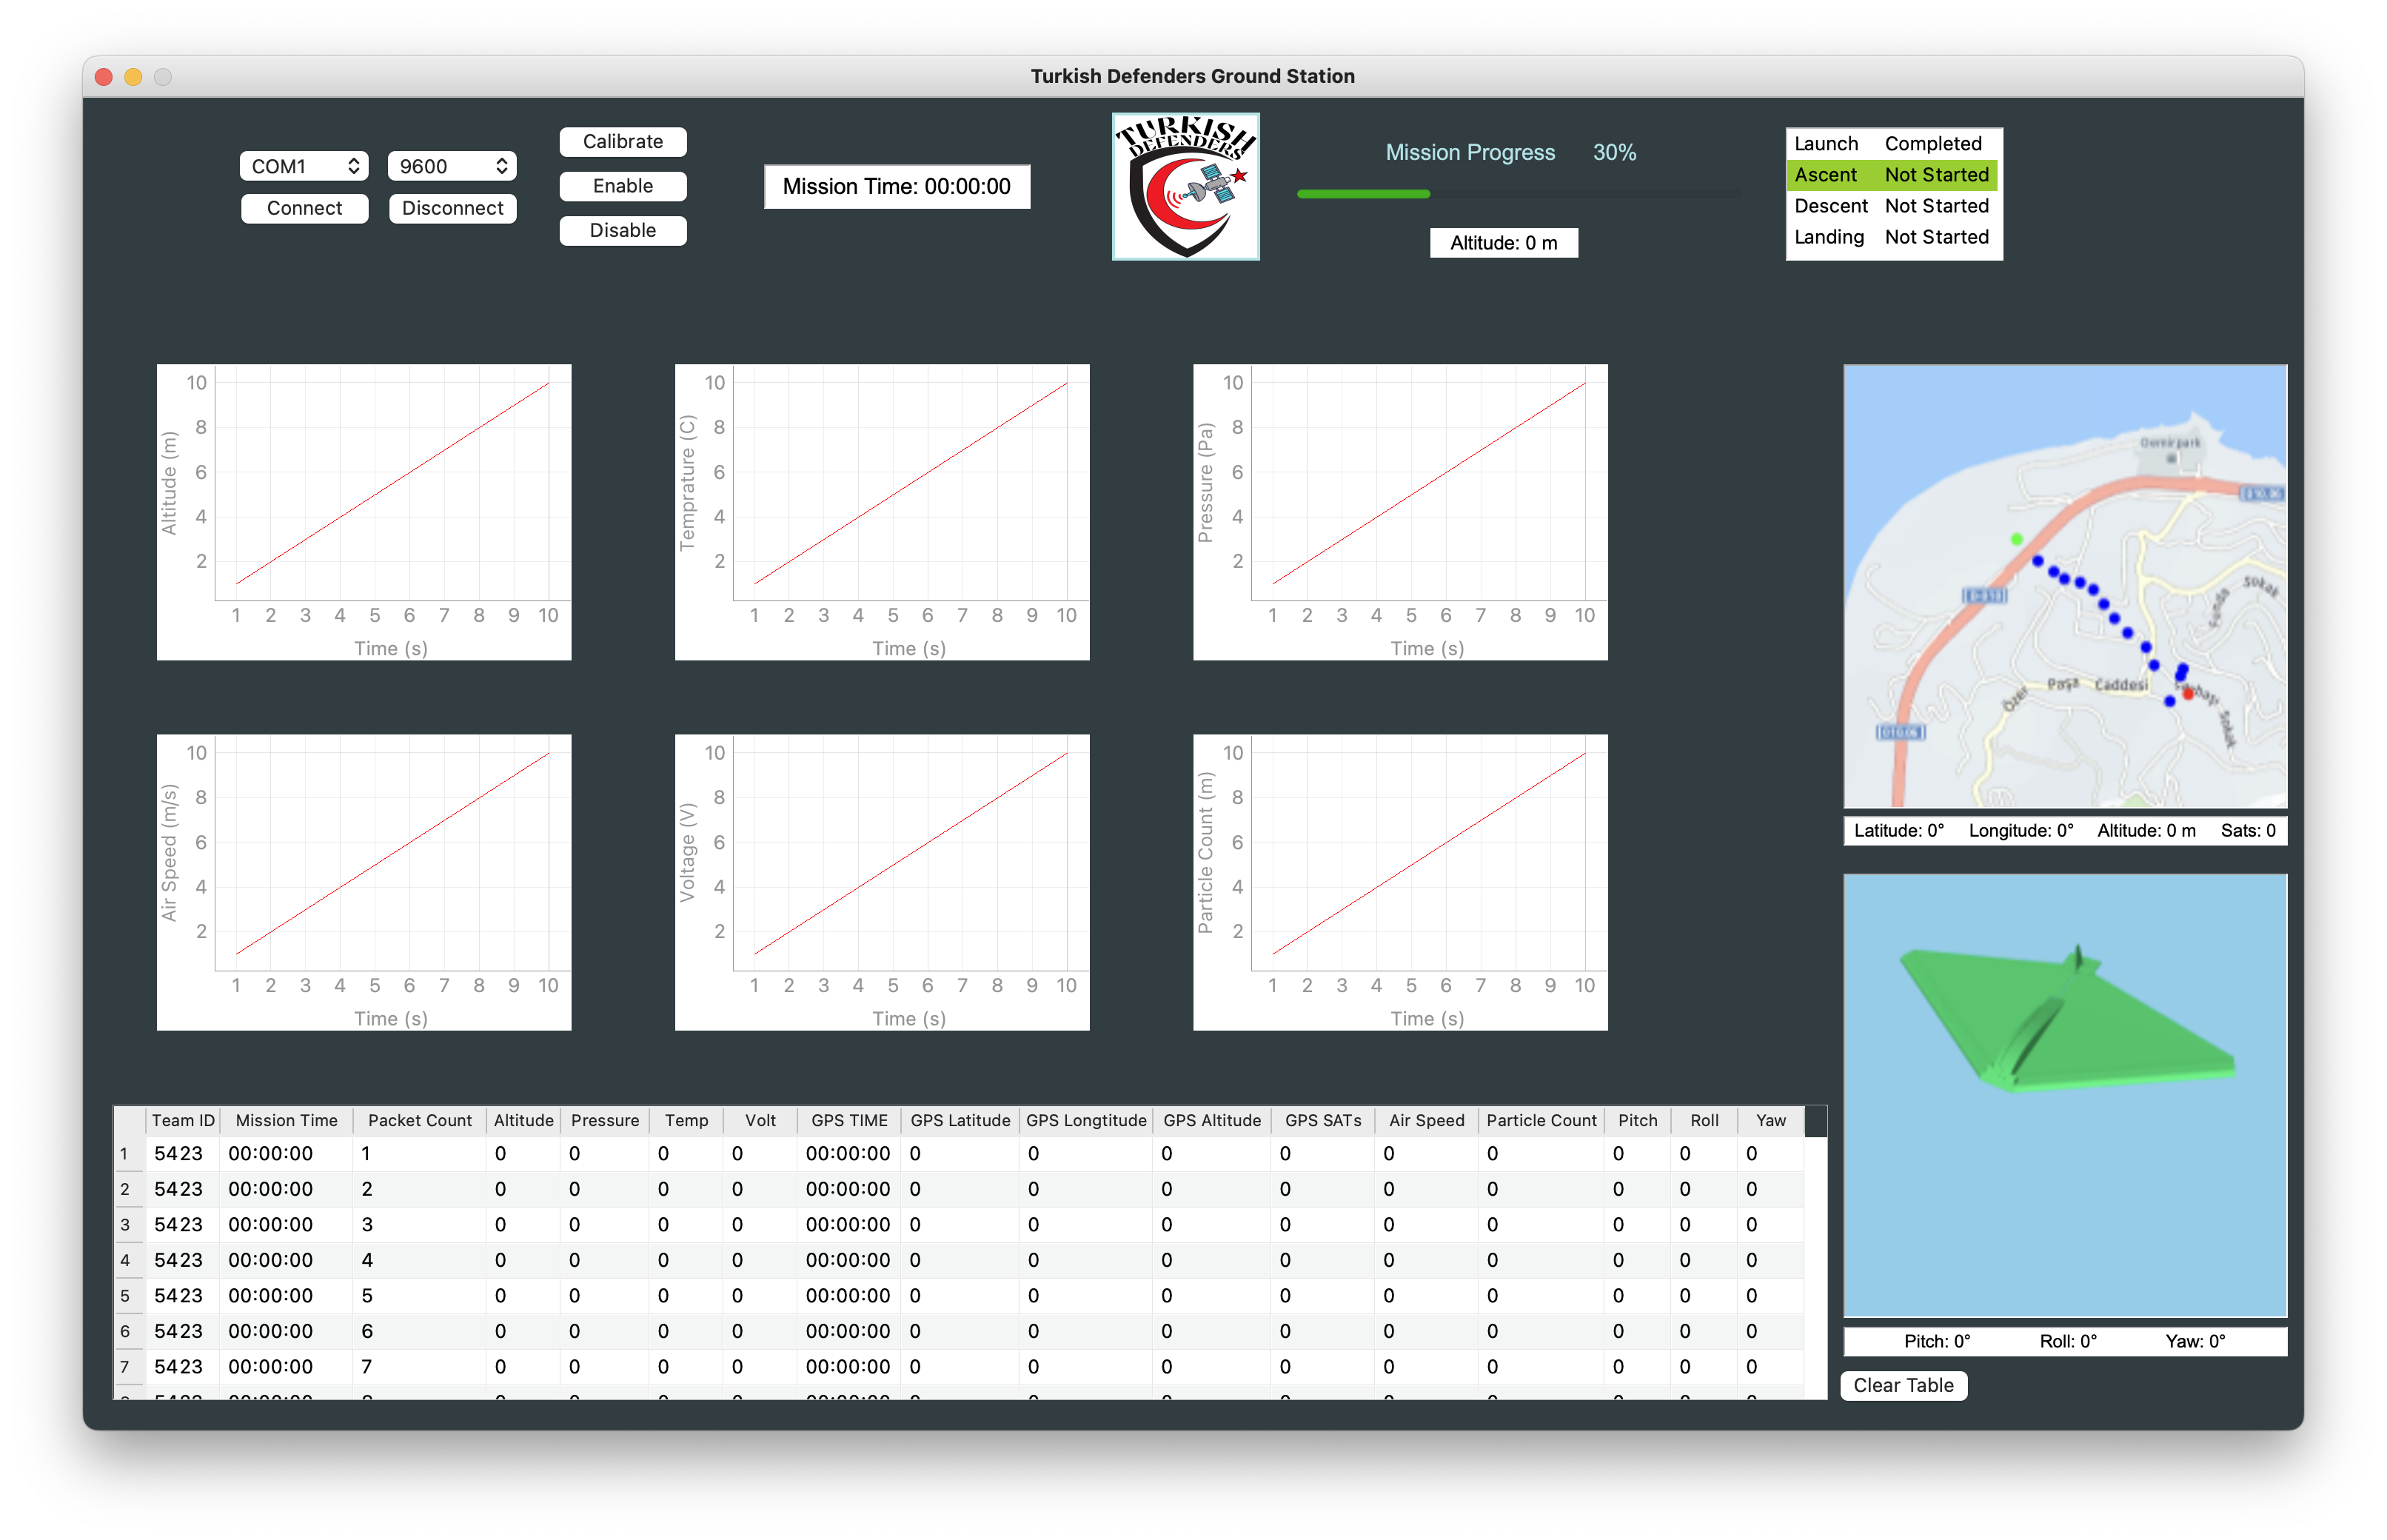 Turkish Defenders Ground Station
COM1
9600
Connect
Disconnect
Calibrate
Enable
Disable
Mission Time: 00:00:00
TURKISH
DEFENDERS
Mission Progress 30%
Altitude: 0 m
Launch Completed
Ascent Not Started
Descent Not Started
Landing Not Started
Altitude (m)
10
8
6
4
2
1 2 3 4 5 6 7 8 9 10
Time (s)
Temprature (C)
10
8
6
4
2
1 2 3 4 5 6 7 8 9 10
Time (s)
Pressure (Pa)
10
8
6
4
2
1 2 3 4 5 6 7 8 9 10
Time (s)
Demirpark
D-010
Funda
Sokak
Özer Paşa Caddesi
Sokak
D10.06
Latitude: 0° Longitude: 0° Altitude: 0 m Sats: 0
Air Speed (m/s)
10
8
6
4
2
1 2 3 4 5 6 7 8 9 10
Time (s)
Voltage (V)
10
8
6
4
2
1 2 3 4 5 6 7 8 9 10
Time (s)
Particle Count (m)
10
8
6
4
2
1 2 3 4 5 6 7 8 9 10
Time (s)
Team ID Mission Time Packet Count Altitude Pressure Temp Volt GPS TIME GPS Latitude GPS Longtitude GPS Altitude GPS SATs Air Speed Particle Count Pitch Roll Yaw
1 5423 00:00:00 1 0 0 0 0 00:00:00 0 0 0 0 0 0 0 0 0
2 5423 00:00:00 2 0 0 0 0 00:00:00 0 0 0 0 0 0 0 0 0
3 5423 00:00:00 3 0 0 0 0 00:00:00 0 0 0 0 0 0 0 0 0
4 5423 00:00:00 4 0 0 0 0 00:00:00 0 0 0 0 0 0 0 0 0
5 5423 00:00:00 5 0 0 0 0 00:00:00 0 0 0 0 0 0 0 0 0
6 5423 00:00:00 6 0 0 0 0 00:00:00 0 0 0 0 0 0 0 0 0
7 5423 00:00:00 7 0 0 0 0 00:00:00 0 0 0 0 0 0 0 0 0
Pitch: 0° Roll: 0° Yaw: 0°
Clear Table